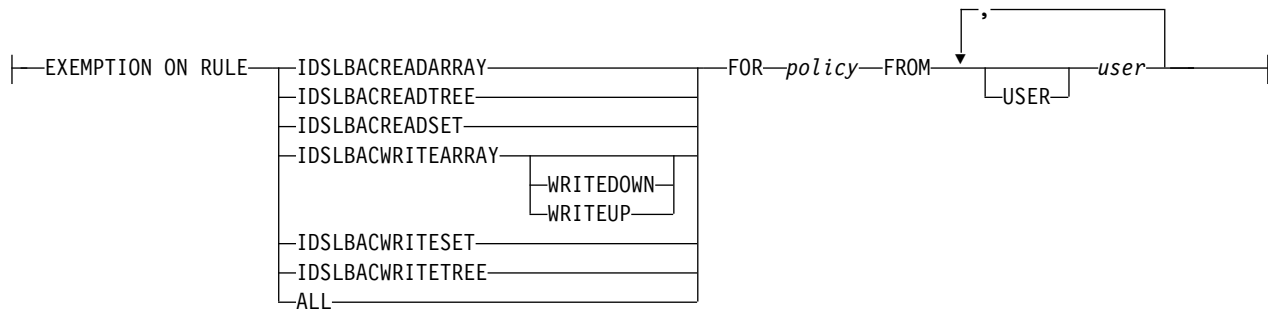 ,
EXEMPTION ON RULE IDSLBACREADARRAY FOR policy FROM user
IDSLBACREADTREE USER
IDSLBACREADSET
IDSLBACWRITEARRAY
WRITEDOWN
WRITEUP
IDSLBACWRITESET
IDSLBACWRITETREE
ALL